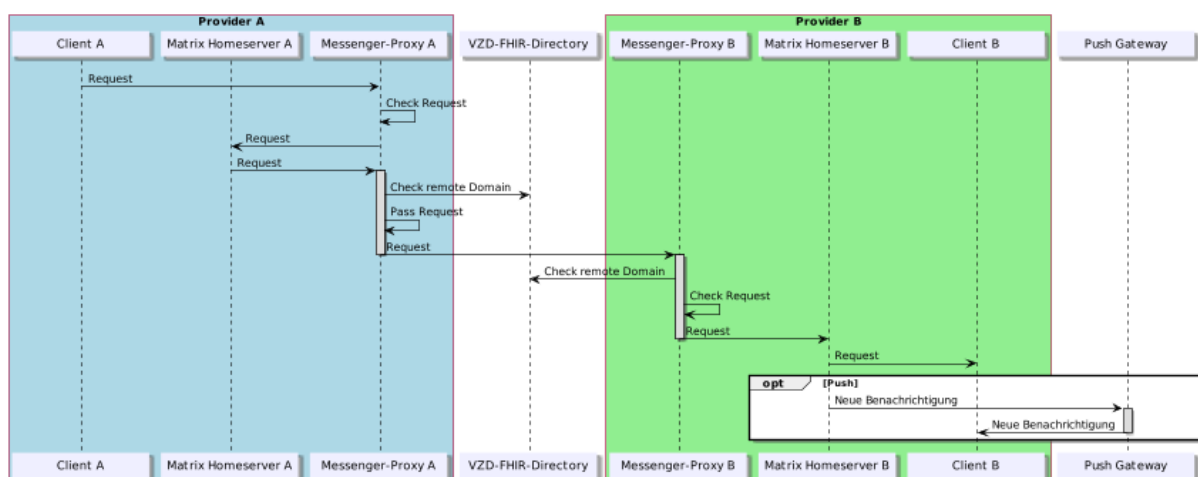 Provider A
Provider B
Client A
Matrix Homeserver A
Messenger-Proxy A
VZD-FHIR-Directory
Messenger-Proxy B
Matrix Homeserver B
Client B
Push Gateway
Request
Check Request
Request
Request
Check remote Domain
Pass Request
Request
Check remote Domain
Check Request
Request
Request
opt
[Push]
Neue Benachrichtigung
Neue Benachrichtigung
Client A
Matrix Homeserver A
Messenger-Proxy A
VZD-FHIR-Directory
Messenger-Proxy B
Matrix Homeserver B
Client B
Push Gateway